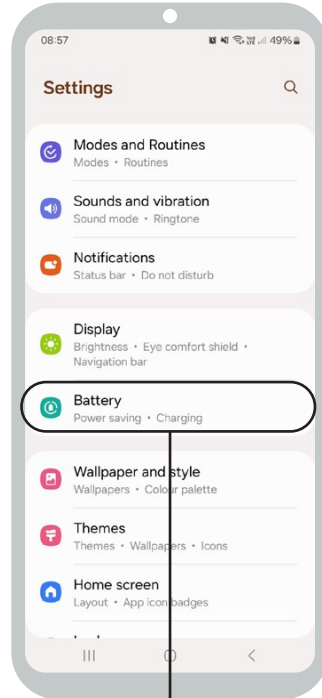 08:57
49%
Settings
Modes and Routines
Modes • Routines
Sounds and vibration
Sound mode • Ringtone
Notifications
Status bar • Do not disturb
Display
Brightness • Eye comfort shield •
Navigation bar
Battery
Power saving • Charging
Wallpaper and style
Wallpapers • Colour palette
Themes
Themes • Wallpapers • Icons
Home screen
Layout • App icon badges